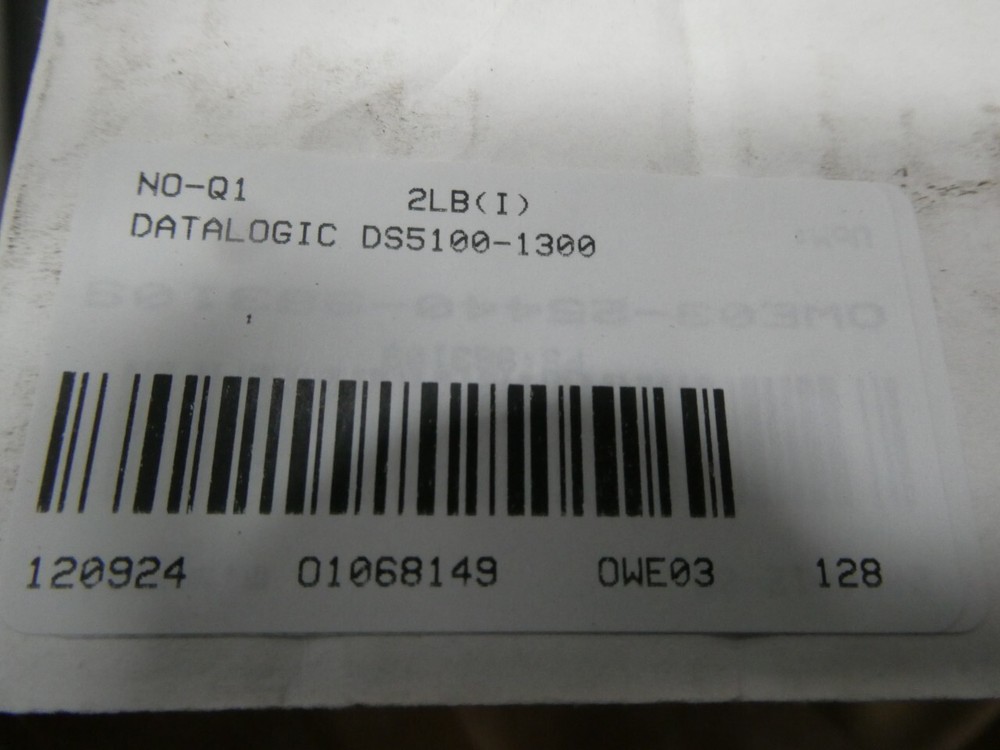 NO-Q1 2LB(I)
DATALOGIC DS5100-1300
120924 01068149 OWE03 128